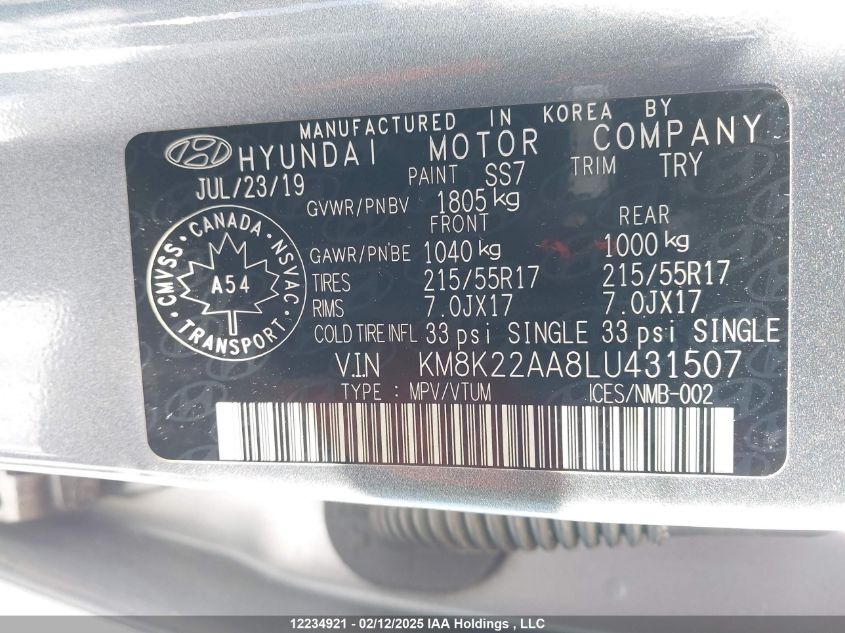 MANUFACTURED IN KOREA BY
HYUNDAI MOTOR COMPANY
JUL/23/19 PAINT SS7 TRIM TRY
GVWR/PNBV 1805 kg
FRONT REAR
GAWR/PNBE 1040 kg 1000 kg
TIRES 215/55R17 215/55R17
RIMS 7.0JX17 7.0JX17
COLD TIRE INFL 33 psi SINGLE 33 psi SINGLE
V.I.N KM8K22AA8LU431507
TYPE : MPV/VTUM ICES/NMB-002
CMVSS · CANADA · NSVAC · TRANSPORT ·
A54
12234921 - 02/12/2025 IAA Holdings , LLC